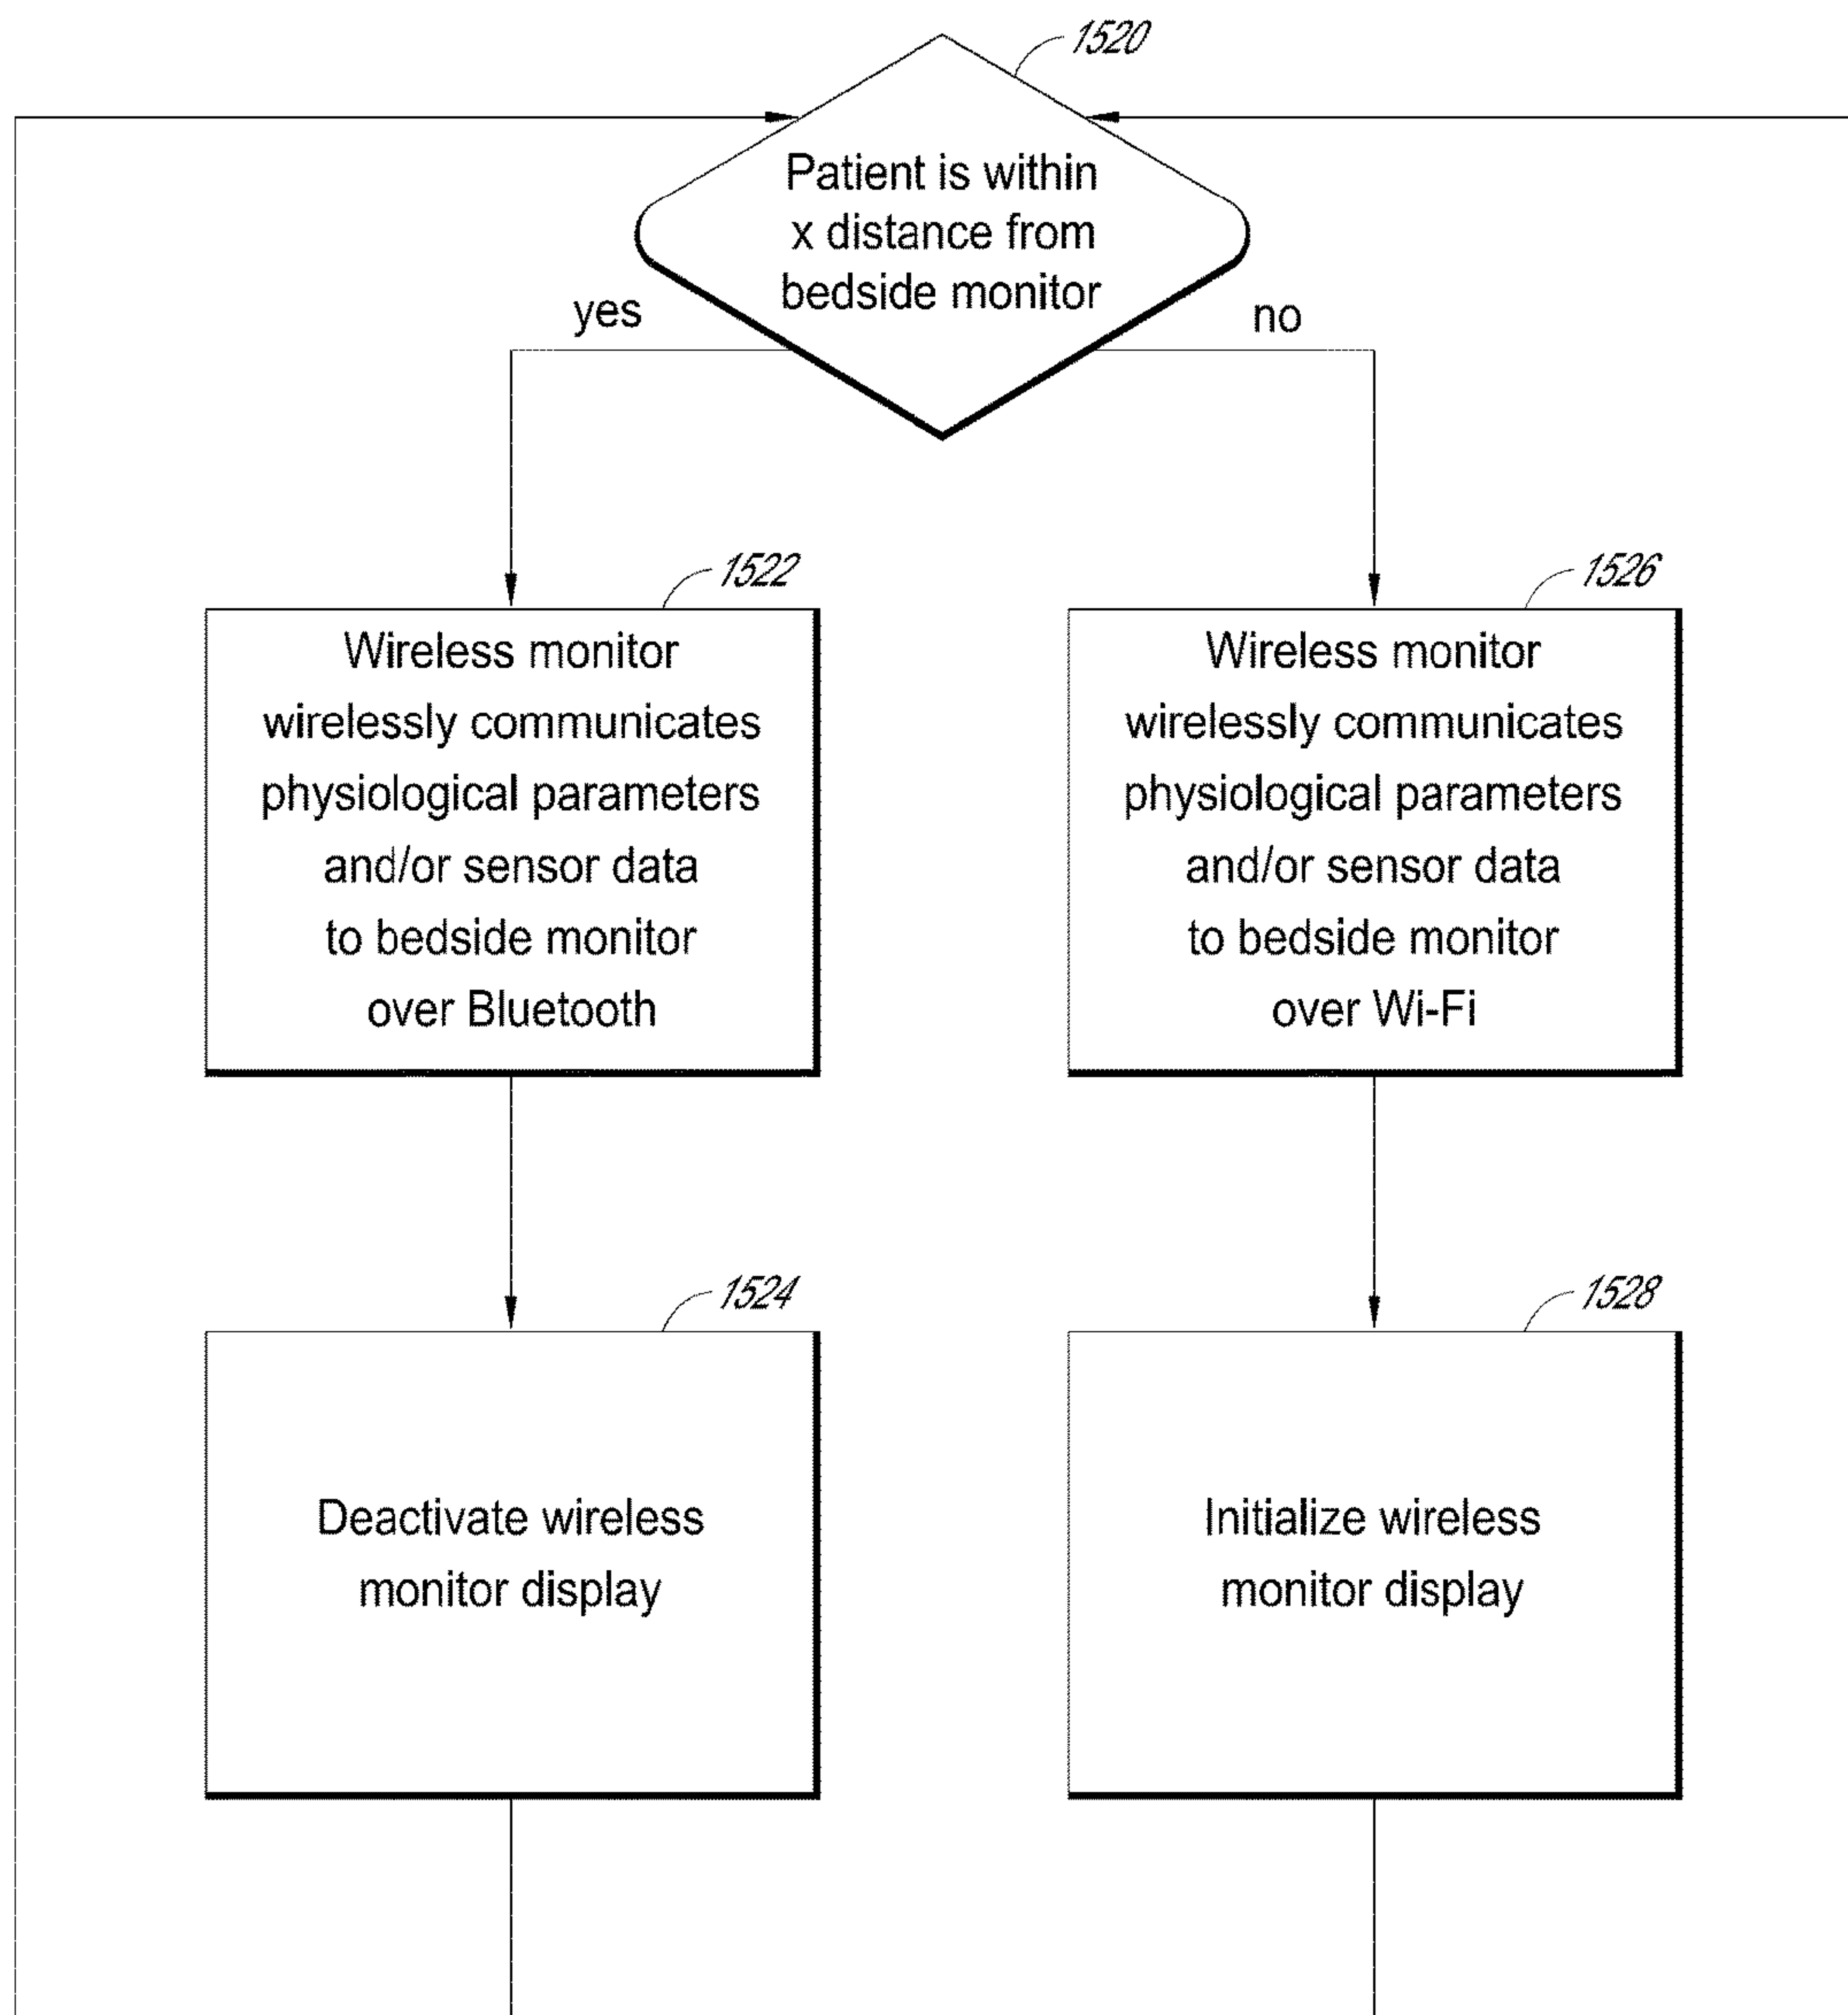 1520
Patient is within
x distance from
bedside monitor
yes
no
1522
Wireless monitor
wirelessly communicates
physiological parameters
and/or sensor data
to bedside monitor
over Bluetooth
1526
Wireless monitor
wirelessly communicates
physiological parameters
and/or sensor data
to bedside monitor
over Wi-Fi
1524
Deactivate wireless
monitor display
1528
Initialize wireless
monitor display